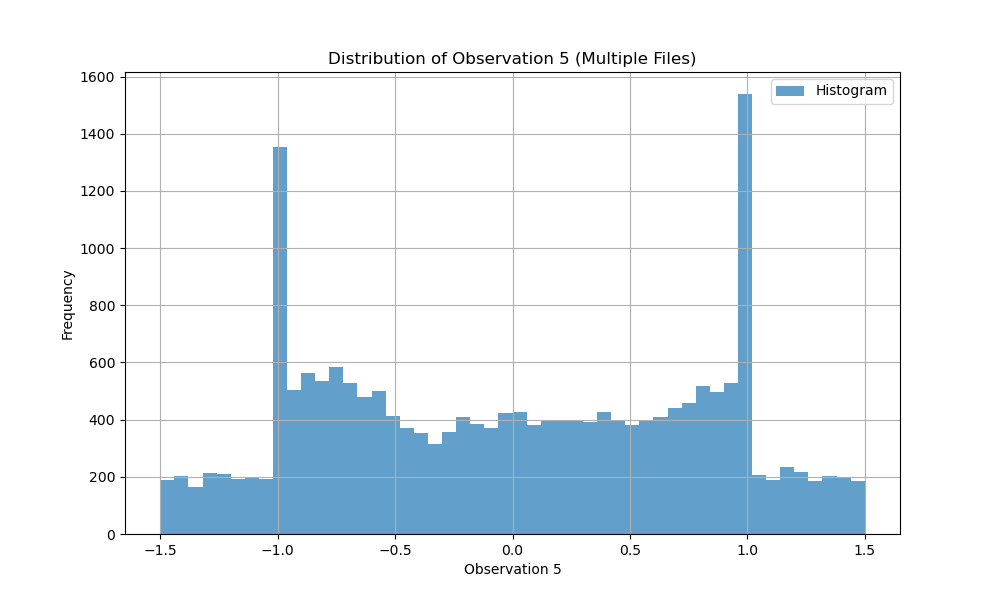 Distribution of Observation 5 (Multiple Files)
Histogram
1600
1400
1200
1000
800
600
400
200
0
Frequency
−1.5 −1.0 −0.5 0.0 0.5 1.0 1.5
Observation 5